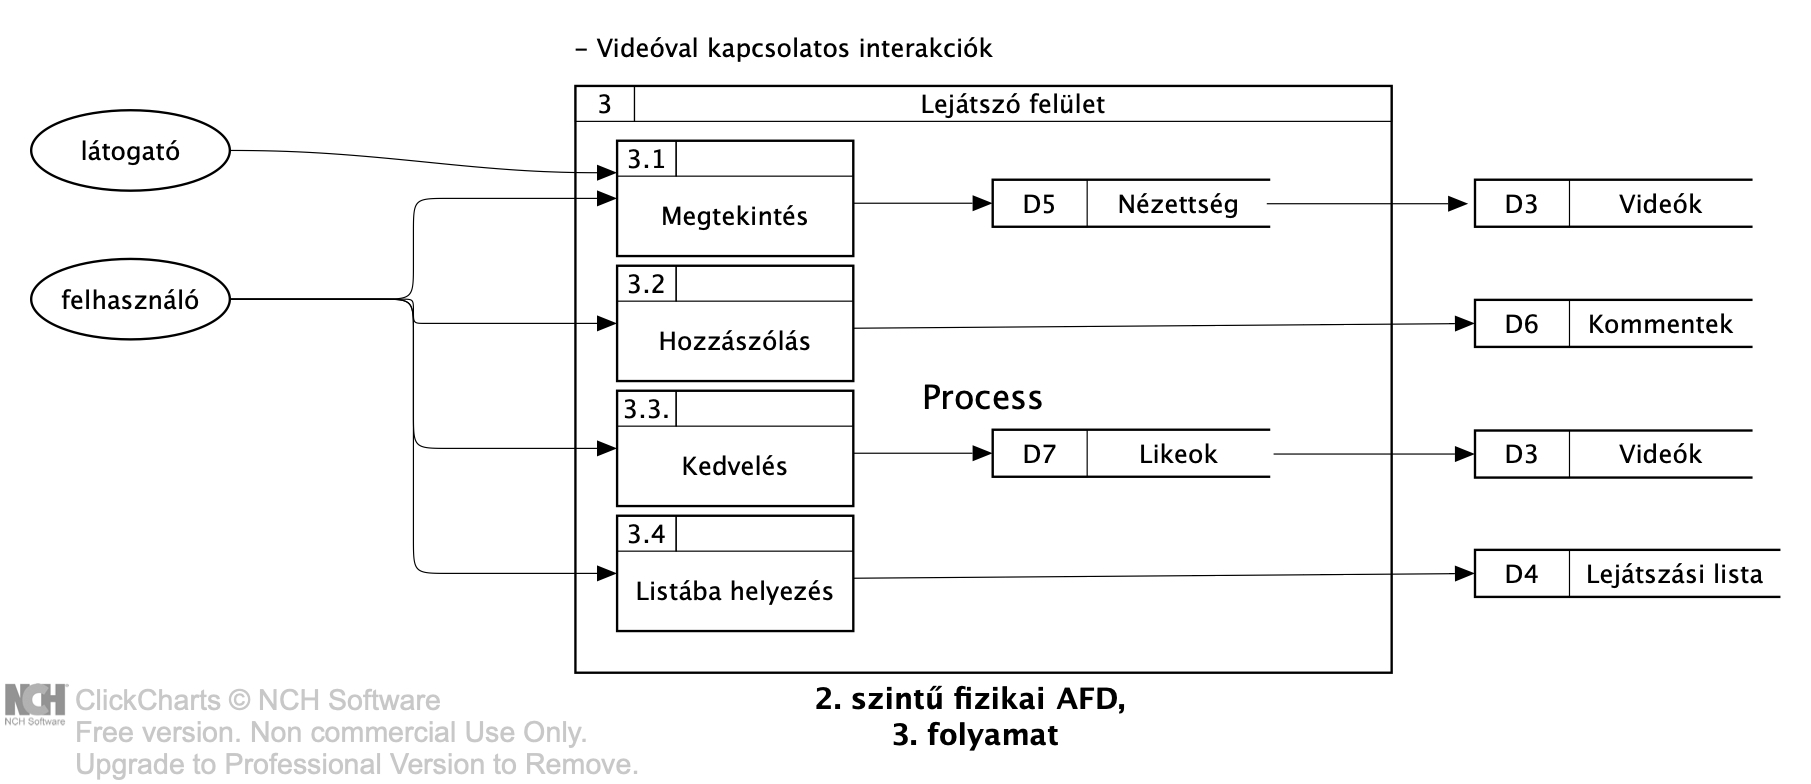 – Videóval kapcsolatos interakciók
3 Lejátszó felület
látogató
felhasználó
3.1
Megtekintés
D5 Nézettség
D3 Videók
3.2
Hozzászólás
D6 Kommentek
Process
3.3.
Kedvelés
D7 Likeok
D3 Videók
3.4
Listába helyezés
D4 Lejátszási lista
2. szintű fizikai AFD,
3. folyamat
NCH
NCH Software
ClickCharts © NCH Software
Free version. Non commercial Use Only.
Upgrade to Professional Version to Remove.